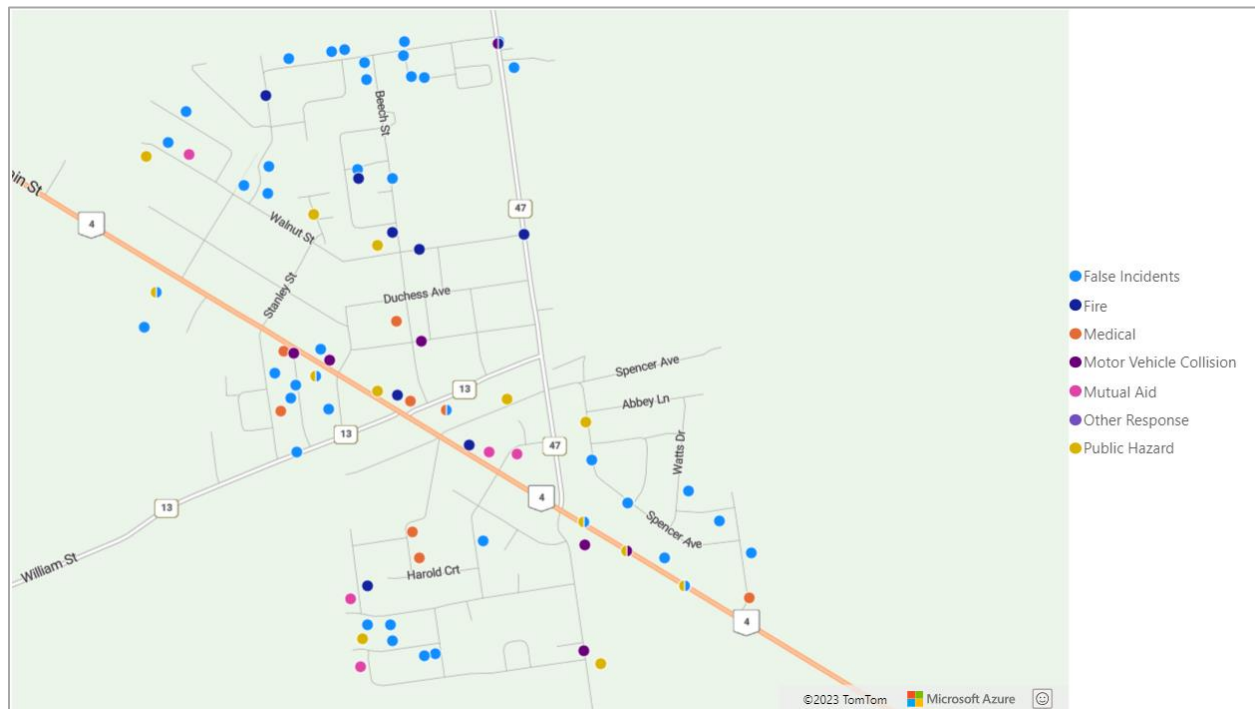 47
Beech St
ain St
4
Walnut St
Stanley St
Duchess Ave
13
Spencer Ave
Abbey Ln
Watts Dr
13
47
13
4
Spencer Ave
William St
Harold Crt
4
False Incidents
Fire
Medical
Motor Vehicle Collision
Mutual Aid
Other Response
Public Hazard
©2023 TomTom
Microsoft Azure